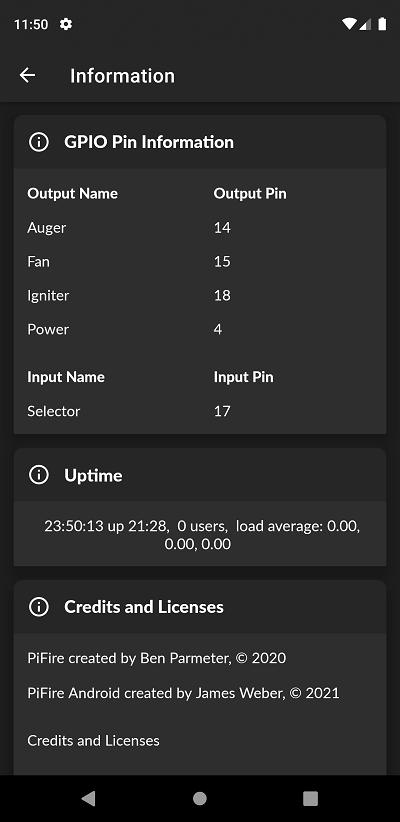 11:50
Information
GPIO Pin Information
Output Name Output Pin
Auger 14
Fan 15
Igniter 18
Power 4
Input Name Input Pin
Selector 17
Uptime
23:50:13 up 21:28,  0 users,  load average: 0.00,
0.00, 0.00
Credits and Licenses
PiFire created by Ben Parmeter, © 2020
PiFire Android created by James Weber, © 2021
Credits and Licenses